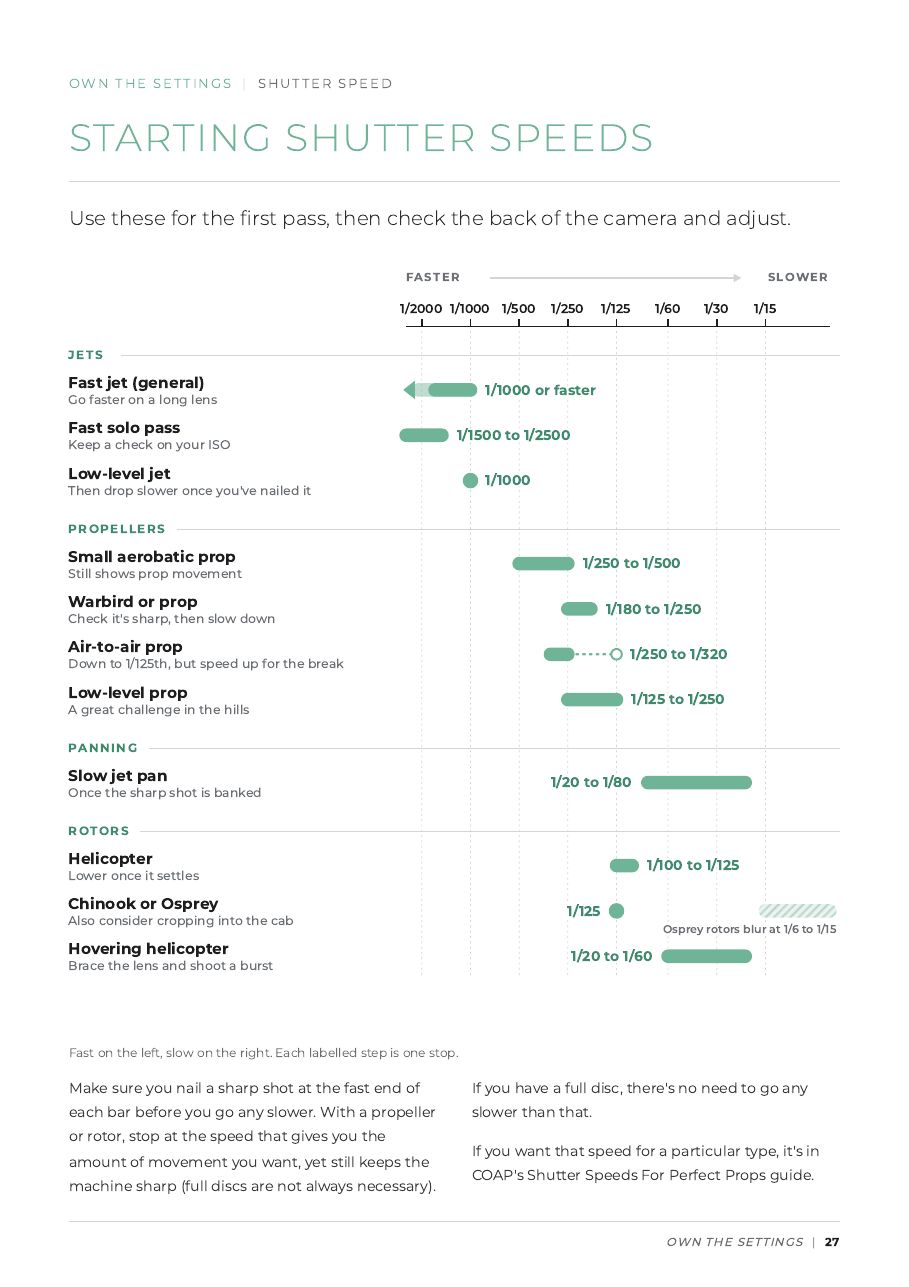 OWN THE SETTINGS | SHUTTER SPEED
STARTING SHUTTER SPEEDS
Use these for the first pass, then check the back of the camera and adjust.
FASTER SLOWER
1/2000 1/1000 1/500 1/250 1/125 1/60 1/30 1/15
JETS
Fast jet (general)
Go faster on a long lens
1/1000 or faster
Fast solo pass
Keep a check on your ISO
1/1500 to 1/2500
Low-level jet
Then drop slower once you've nailed it
1/1000
PROPELLERS
Small aerobatic prop
Still shows prop movement
1/250 to 1/500
Warbird or prop
Check it's sharp, then slow down
1/180 to 1/250
Air-to-air prop
Down to 1/125th, but speed up for the break
1/250 to 1/320
Low-level prop
A great challenge in the hills
1/125 to 1/250
PANNING
Slow jet pan
Once the sharp shot is banked
1/20 to 1/80
ROTORS
Helicopter
Lower once it settles
1/100 to 1/125
Chinook or Osprey
Also consider cropping into the cab
1/125
Osprey rotors blur at 1/6 to 1/15
Hovering helicopter
Brace the lens and shoot a burst
1/20 to 1/60
Fast on the left, slow on the right. Each labelled step is one stop.
Make sure you nail a sharp shot at the fast end of
each bar before you go any slower. With a propeller
or rotor, stop at the speed that gives you the
amount of movement you want, yet still keeps the
machine sharp (full discs are not always necessary).
If you have a full disc, there's no need to go any
slower than that.
If you want that speed for a particular type, it's in
COAP's Shutter Speeds For Perfect Props guide.
OWN THE SETTINGS | 27